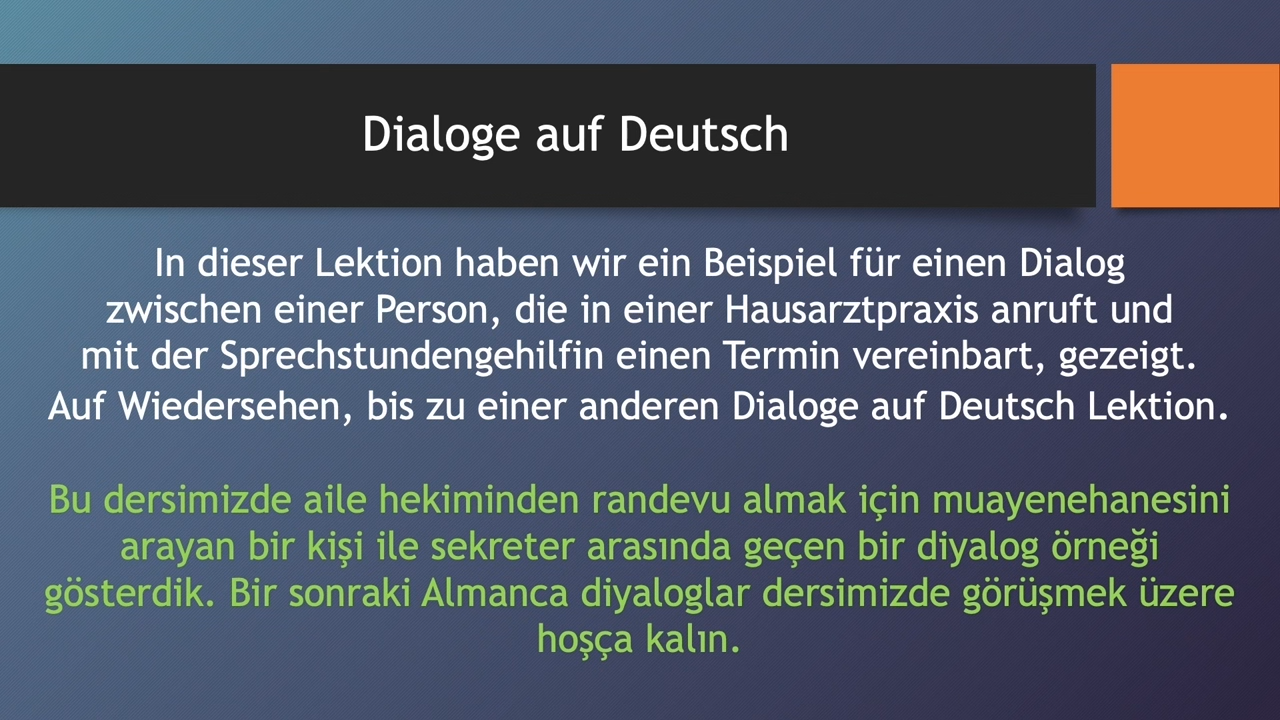 Dialoge auf Deutsch
In dieser Lektion haben wir ein Beispiel für einen Dialog
zwischen einer Person, die in einer Hausarztpraxis anruft und
mit der Sprechstundengehilfin einen Termin vereinbart, gezeigt.
Auf Wiedersehen, bis zu einer anderen Dialoge auf Deutsch Lektion.
Bu dersimizde aile hekiminden randevu almak için muayenehanesini
arayan bir kişi ile sekreter arasında geçen bir diyalog örneği
gösterdik. Bir sonraki Almanca diyaloglar dersimizde görüşmek üzere
hoşça kalın.